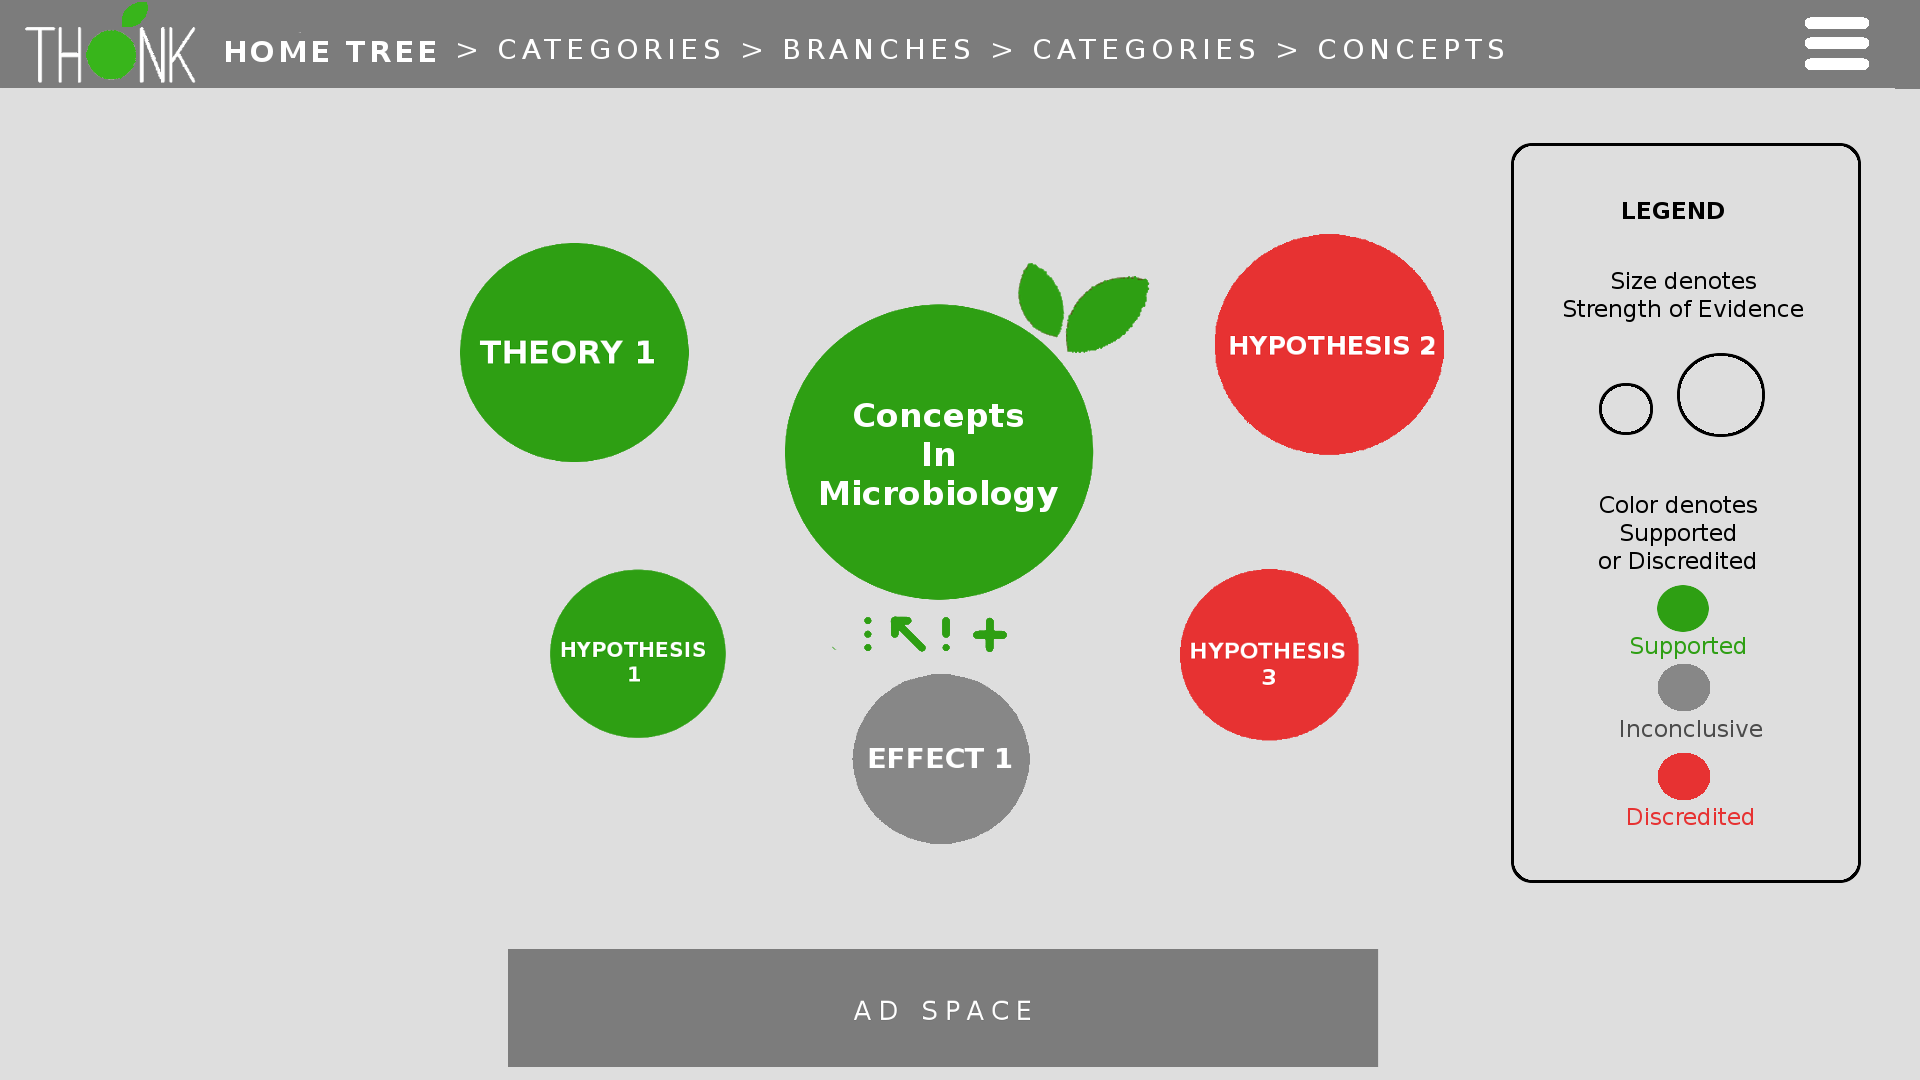 THONK
HOME TREE > CATEGORIES > BRANCHES > CATEGORIES > CONCEPTS
THEORY 1
Concepts
In
Microbiology
HYPOTHESIS 2
HYPOTHESIS
1
EFFECT 1
HYPOTHESIS
3
LEGEND
Size denotes
Strength of Evidence
Color denotes
Supported
or Discredited
Supported
Inconclusive
Discredited
AD SPACE